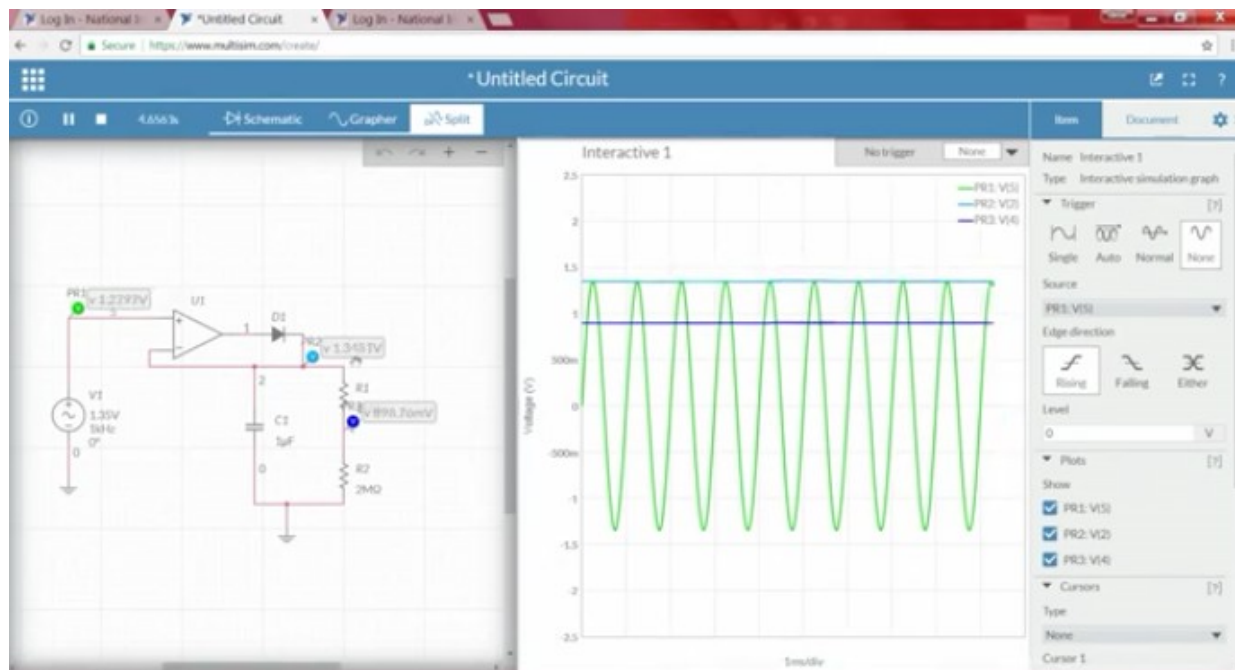 Log In - National I
*Untitled Circuit
Log In - National I
Secure | https://www.multisim.com/create/
*Untitled Circuit
?
Schematic
Grapher
Split
Item
Document
Interactive 1
No trigger
None
Name Interactive 1
Type Interactive simulation graph
Trigger [?]
Single Auto Normal None
Source
PR1: V(5)
Edge direction
Rising Falling Either
Level
0 V
Plots [?]
Show
PR1: V(5)
PR2: V(2)
PR3: V(4)
Cursors [?]
Type
None
Cursor 1
PR1: V(5)
PR2: V(2)
PR3: V(4)
2.5
2
1.5
1
500m
0
-500m
-1
-1.5
-2
-2.5
Voltage (V)
1ms/div
PR1
U1
1
D1
v 1.3451V
2
R1
V1
1.35V
1kHz
0°
0
C1
1µF
0
R2
2MΩ